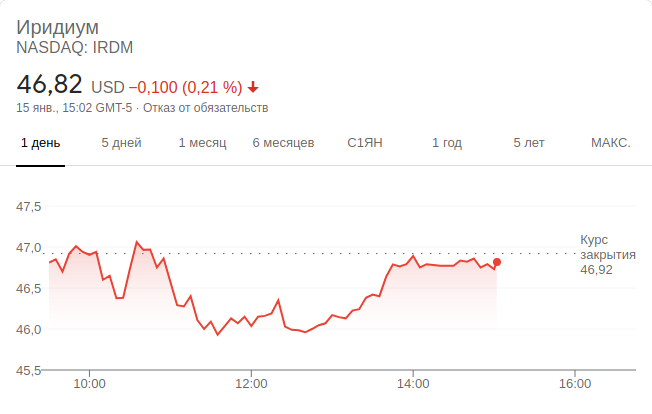 Иридиум
NASDAQ: IRDM
46,82 USD −0,100 (0,21 %)
15 янв., 15:02 GMT-5 · Отказ от обязательств
1 день 5 дней 1 месяц 6 месяцев С1ЯН 1 год 5 лет МАКС.
47,5
47,0
46,5
46,0
45,5
Курс
закрытия
46,92
10:00 12:00 14:00 16:00